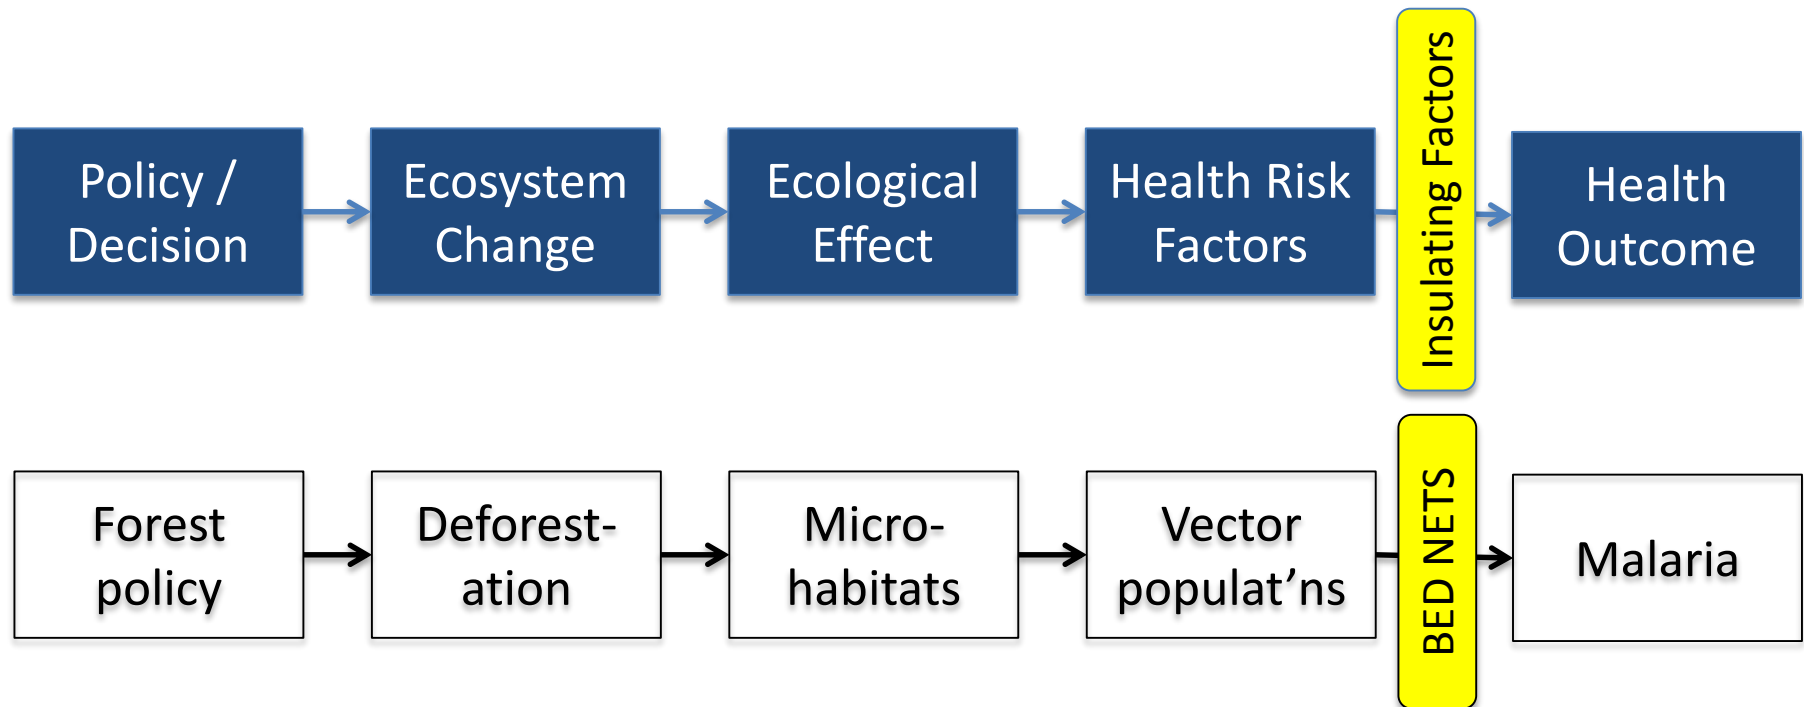 Policy /
Decision
Ecosystem
Change
Ecological
Effect
Health Risk
Factors
Insulating Factors
Health
Outcome
Forest
policy
Deforest-
ation
Micro-
habitats
Vector
populat’ns
BED NETS
Malaria